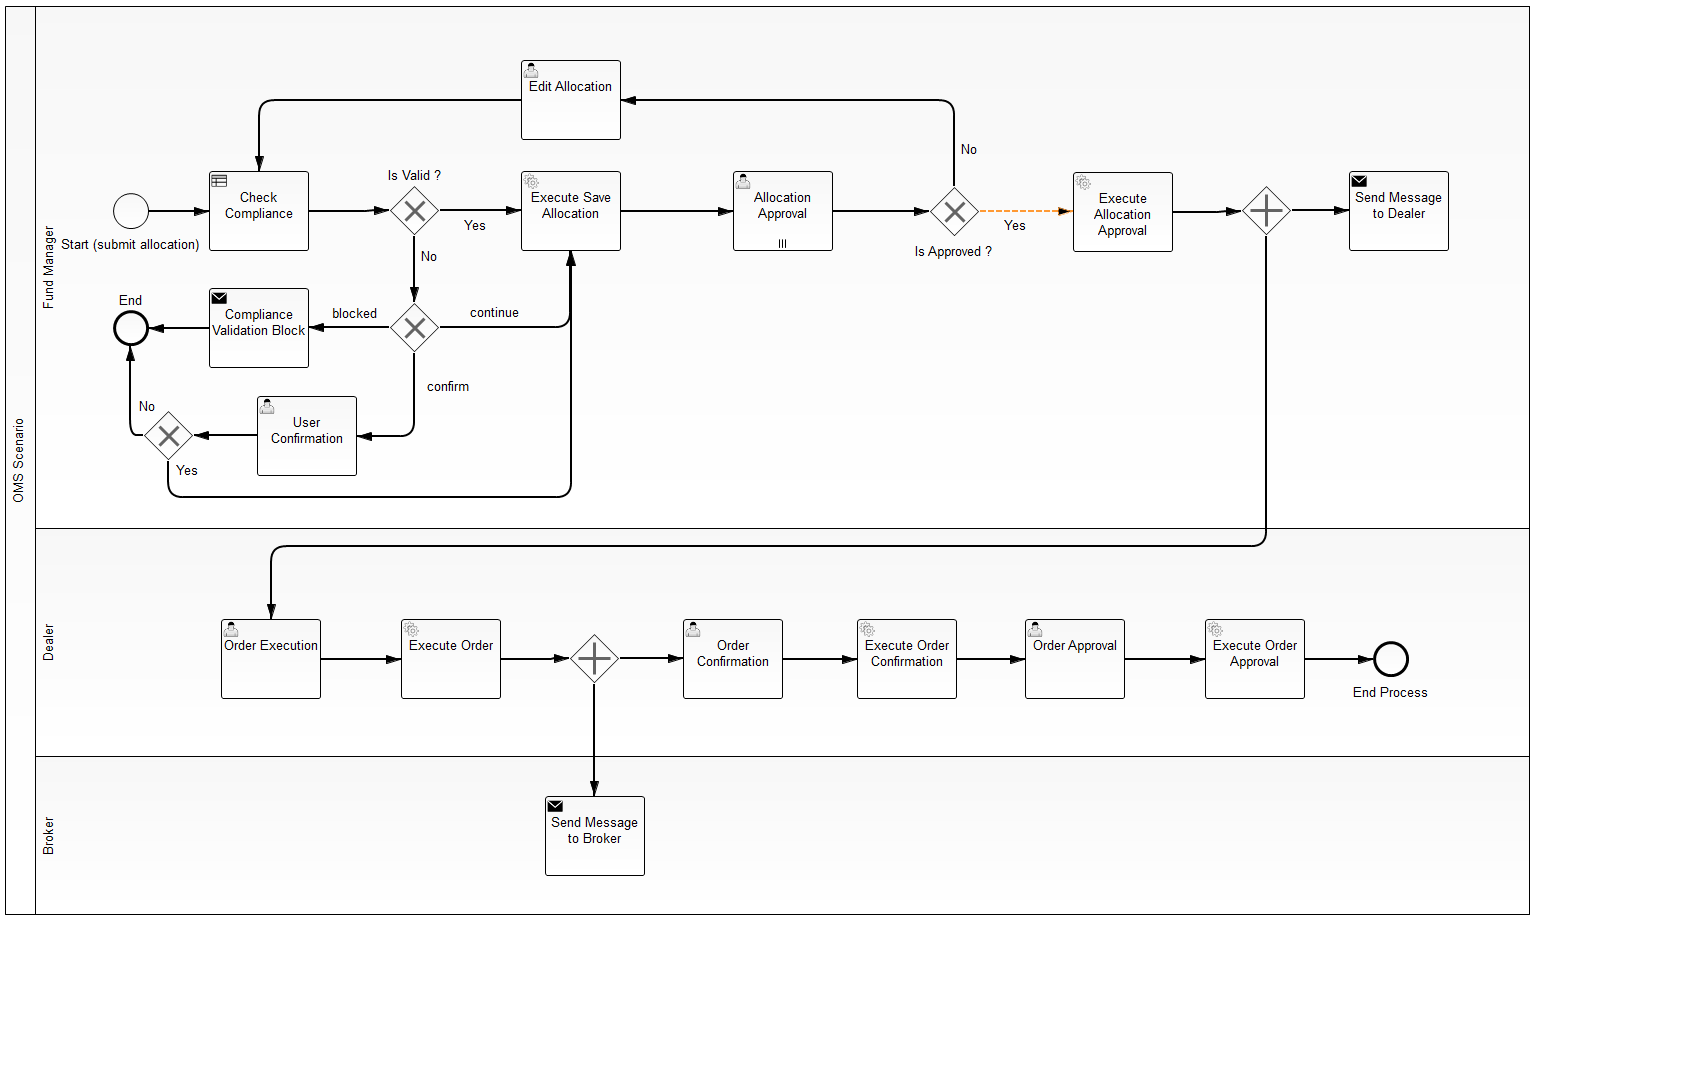 OMS Scenario
Fund Manager
Edit Allocation
No
Is Valid ?
Check
Compliance
Execute Save
Allocation
Allocation
Approval
Execute
Allocation
Approval
Send Message
to Dealer
Yes
Yes
Start (submit allocation)
Is Approved ?
No
End
Compliance
Validation Block
blocked
continue
confirm
No
User
Confirmation
Yes
Dealer
Order Execution
Execute Order
Order
Confirmation
Execute Order
Confirmation
Order Approval
Execute Order
Approval
End Process
Broker
Send Message
to Broker